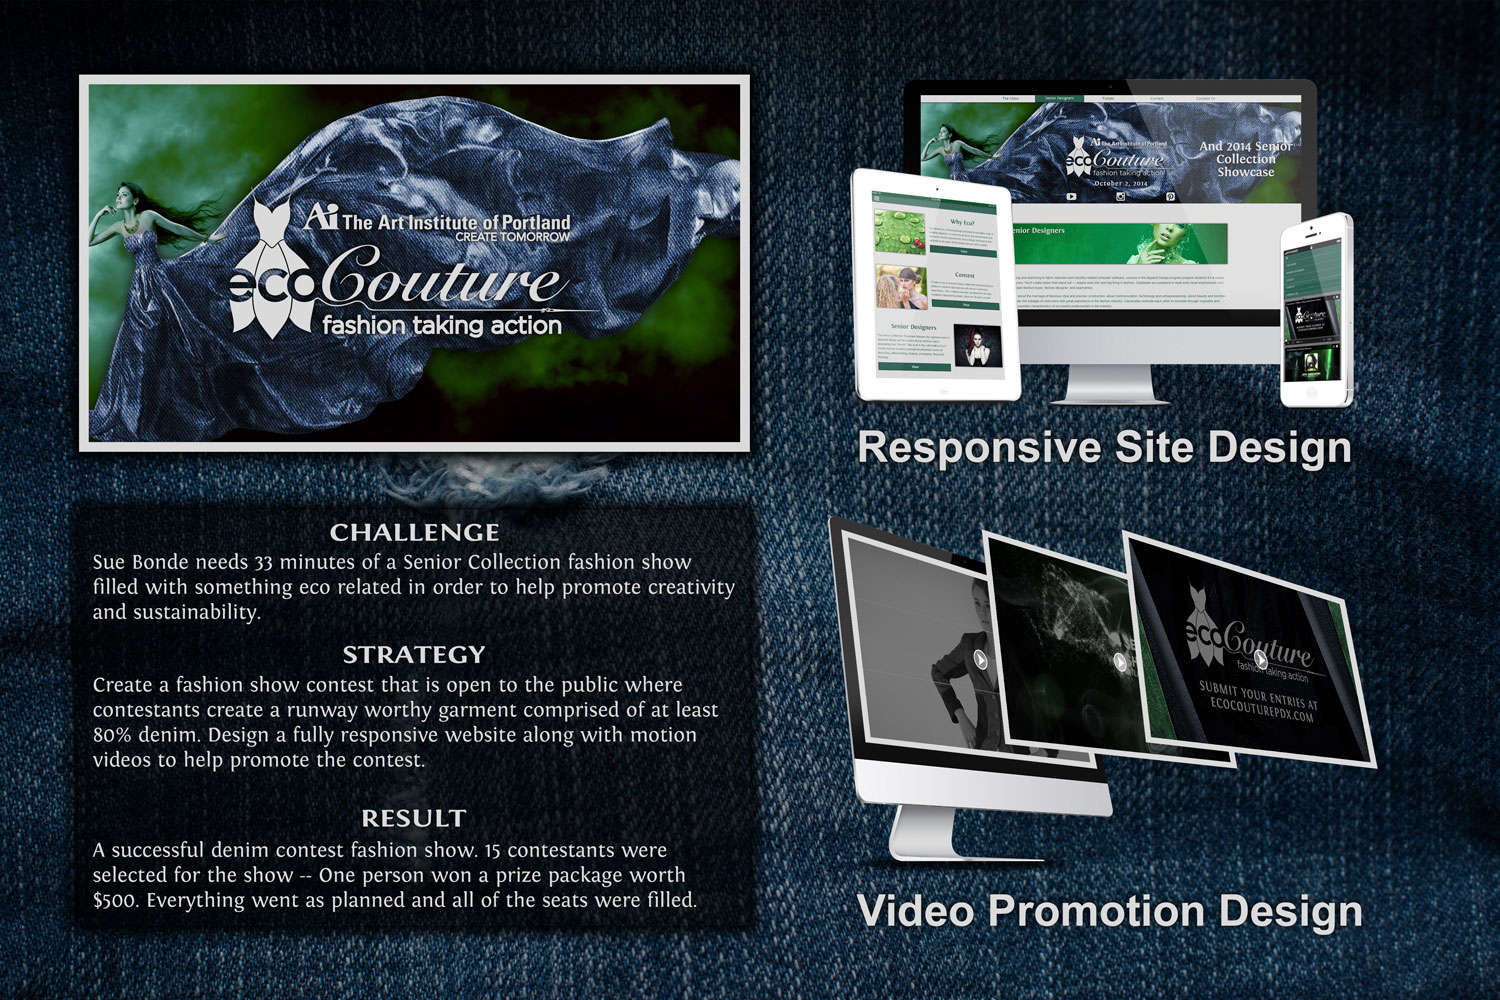 Ai The Art Institute of Portland
CREATE TOMORROW
ecoCouture
fashion taking action
CHALLENGE
Sue Bonde needs 33 minutes of a Senior Collection fashion show
filled with something eco related in order to help promote creativity
and sustainability.
STRATEGY
Create a fashion show contest that is open to the public where
contestants create a runway worthy garment comprised of at least
80% denim. Design a fully responsive website along with motion
videos to help promote the contest.
RESULT
A successful denim contest fashion show. 15 contestants were
selected for the show -- One person won a prize package worth
$500. Everything went as planned and all of the seats were filled.
The Show
Senior Designers
Contact Us
Ai The Art Institute of Portland
ecoCouture
fashion taking action
October 2, 2014
And 2014 Senior
Collection
Showcase
enior Designers
Why Eco?
View
Contest
View
Senior Designers
View
Couture
Responsive Site Design
ecoCouture
fashion taking action
SUBMIT YOUR ENTRIES AT
ECOCOUTUREPDX.COM
Video Promotion Design